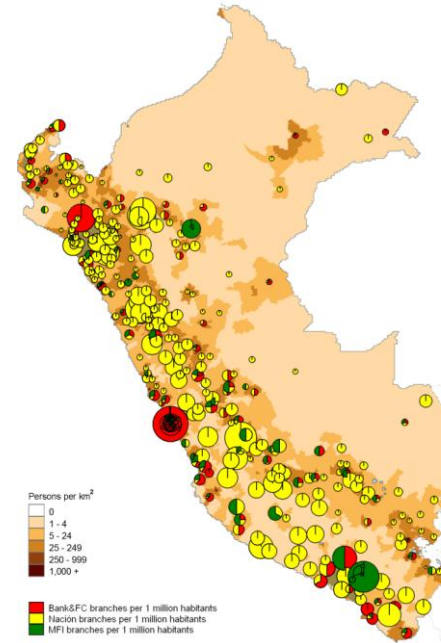 Persons per km²
0
1 - 4
5 - 24
25 - 249
250 - 999
1,000 +
Bank&FC branches per 1 million habitants
Nación branches per 1 million habitants
MFI branches per 1 million habitants